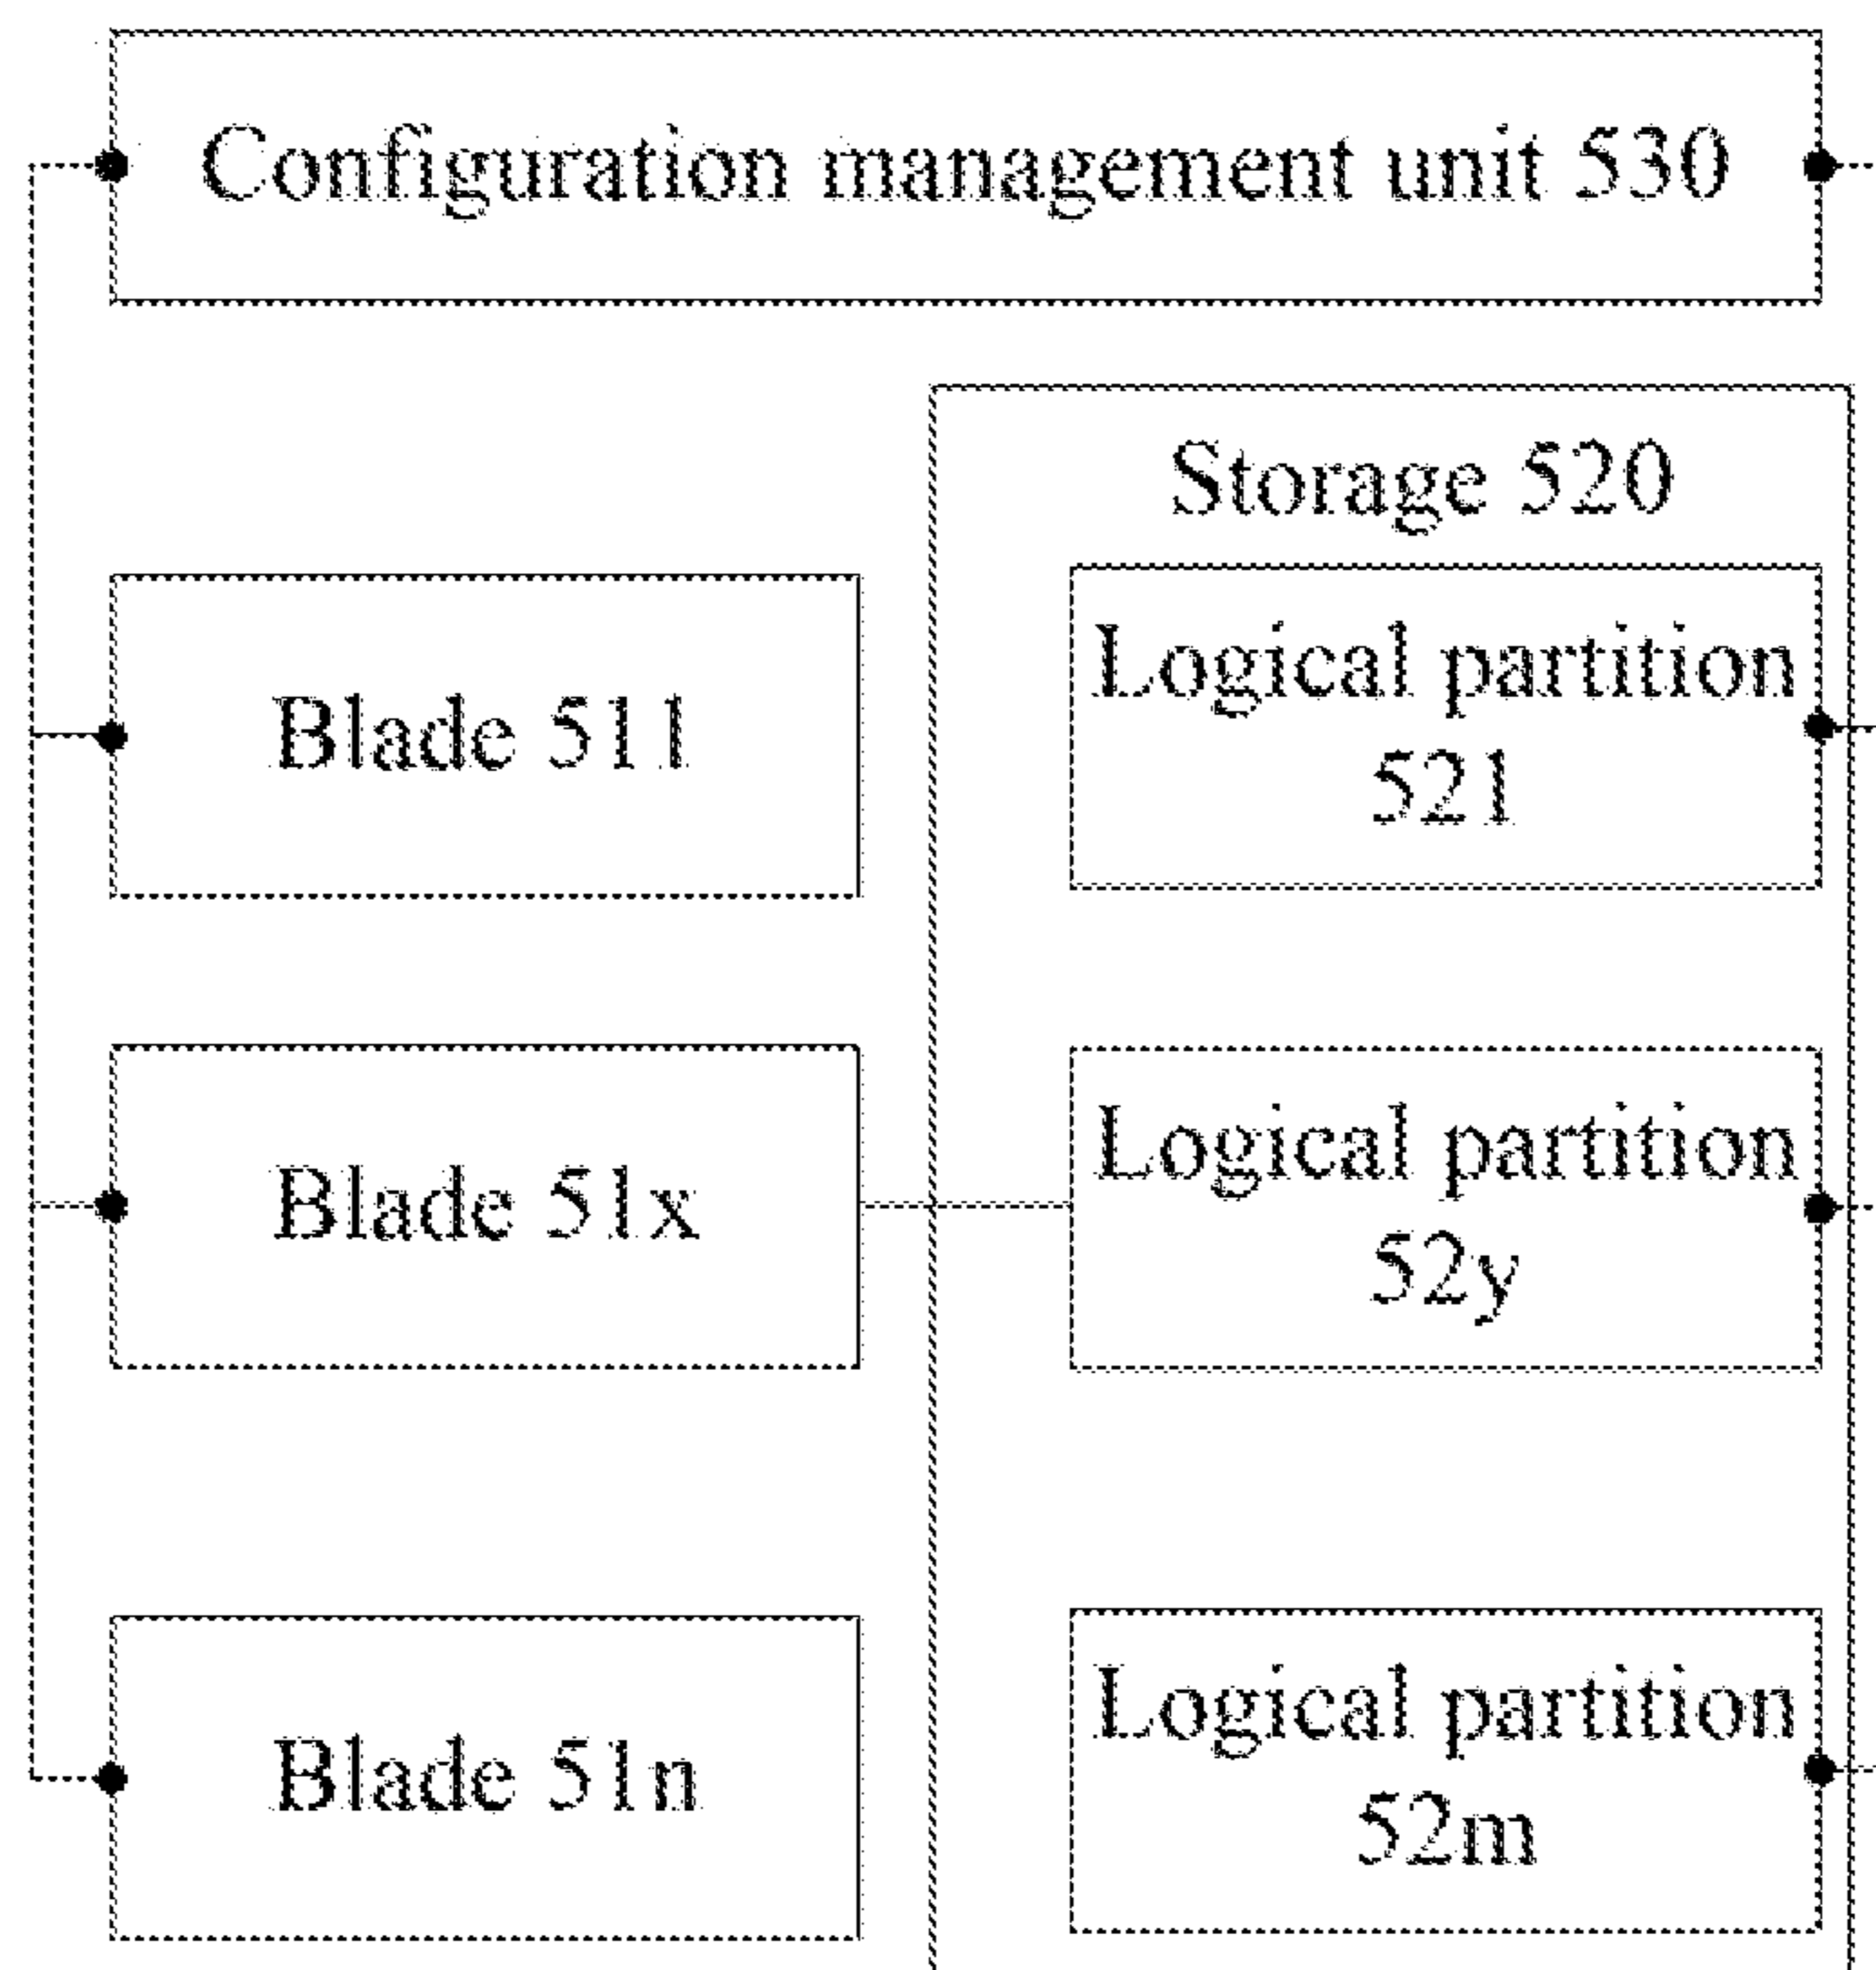 Configuration management unit 530
Storage 520
Blade 511
Logical partition
521
Blade 51x
Logical partition
52y
Blade 51n
Logical partition
52m